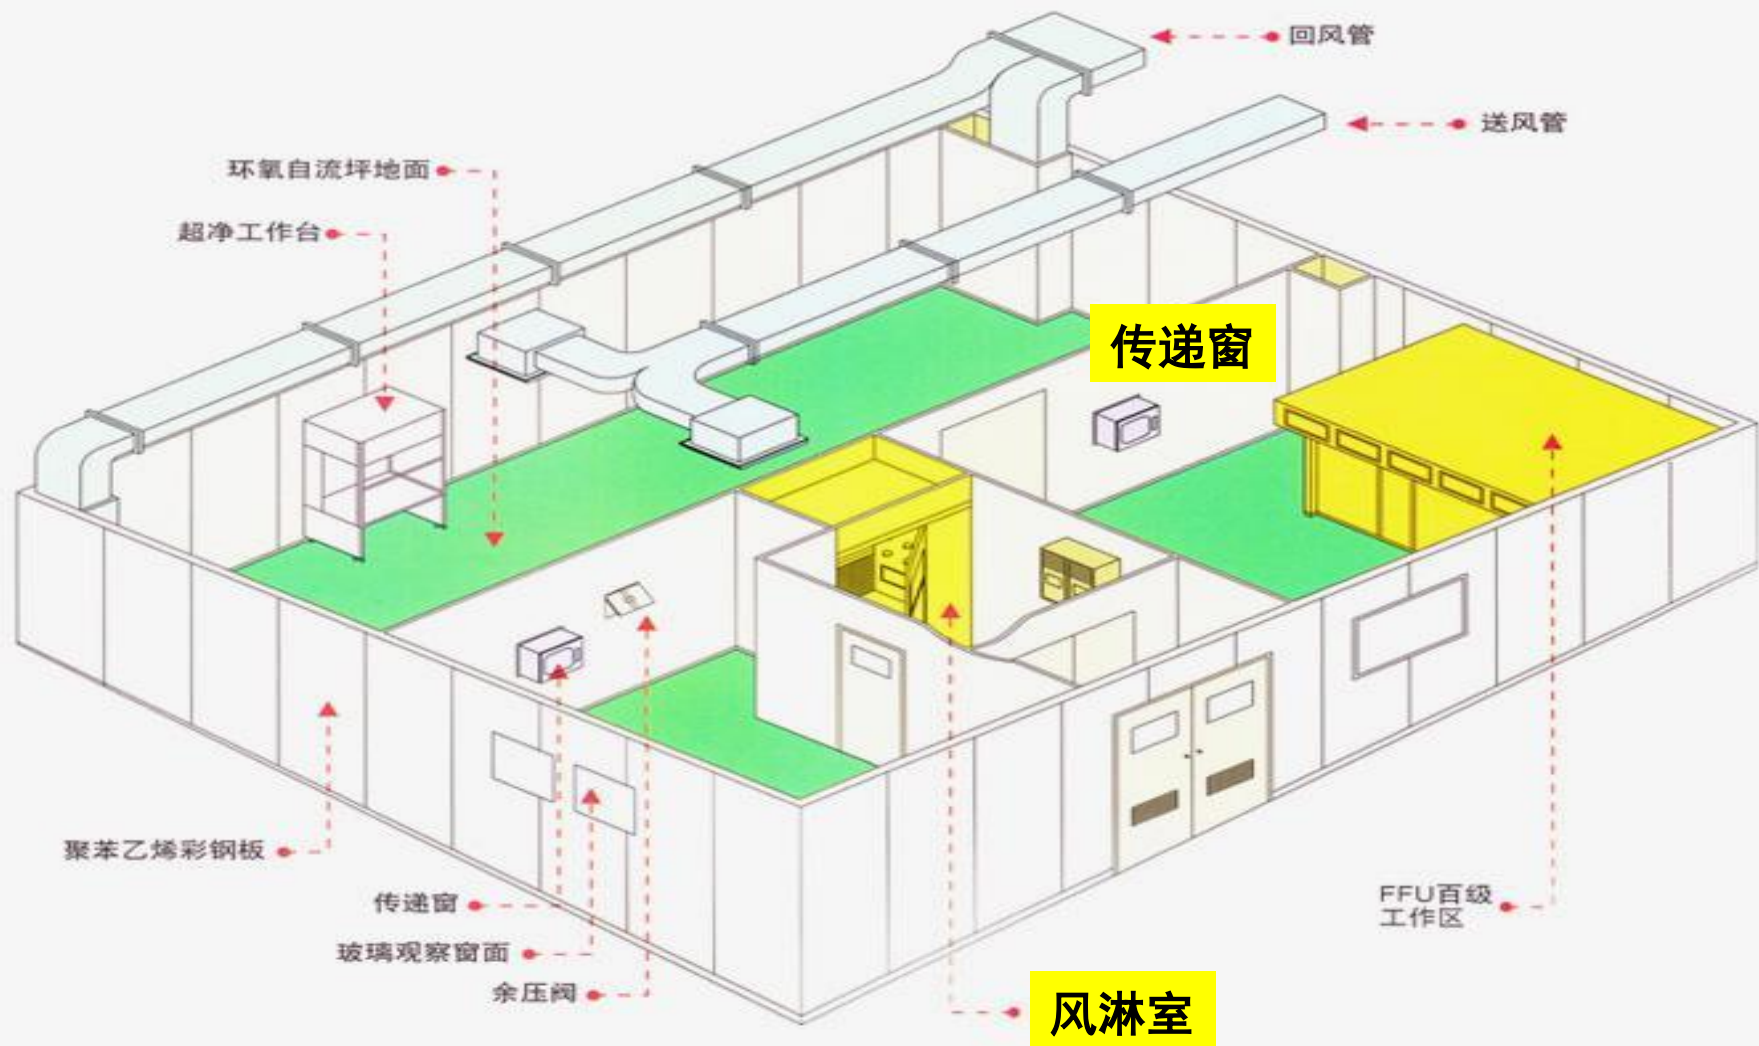 回风管
送风管
环氧自流坪地面
超净工作台
传递窗
聚苯乙烯彩钢板
传递窗
FFU百级
工作区
玻璃观察窗面
余压阀
风淋室